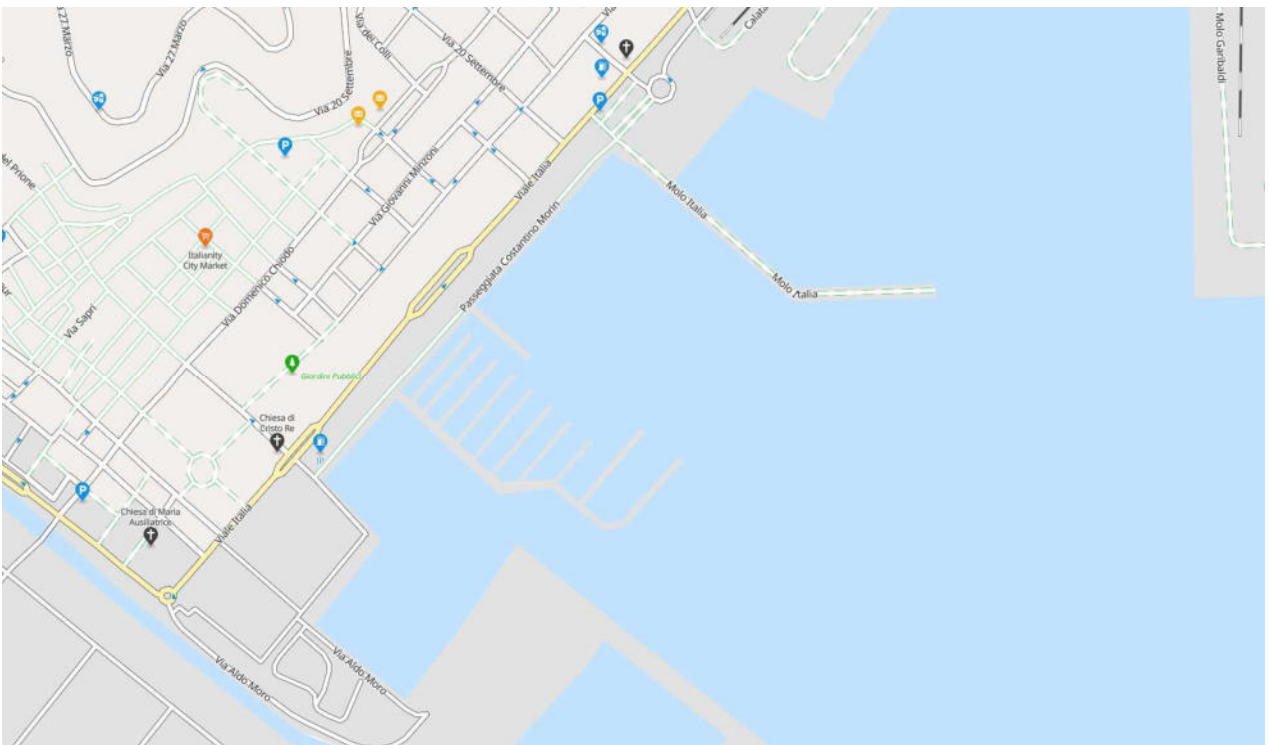 Via 27 Marzo
Via 27 Marzo
Via dei Colli
Via 20 Settembre
Via 20 Settembre
Calata
Molo Garibaldi
Via Giovanni Minzoni
Viale Italia
Molo Italia
del Prione
Italianity
City Market
Via Domenico Chiodo
Passeggiata Costantino Morin
Molo Italia
Via Sapri
Giardini Pubblici
Chiesa di
Cristo Re
Chiesa di Maria
Ausiliatrice
Viale Italia
Via Aldo Moro
Via Aldo Moro